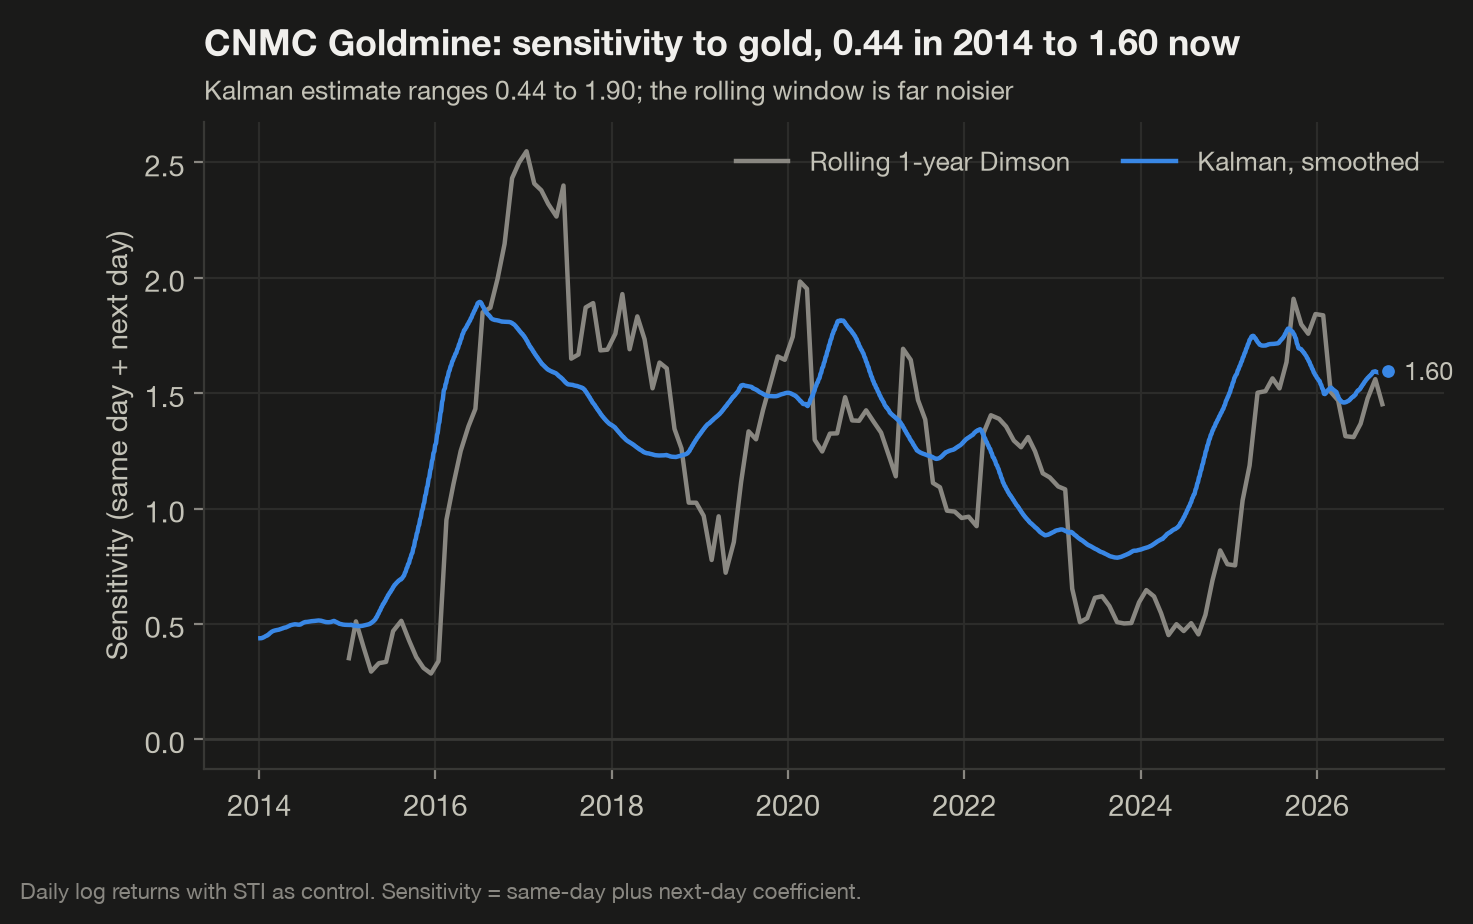 CNMC Goldmine: sensitivity to gold, 0.44 in 2014 to 1.60 now
Kalman estimate ranges 0.44 to 1.90; the rolling window is far noisier
Rolling 1-year Dimson
Kalman, smoothed
Sensitivity (same day + next day)
2.5
2.0
1.5
1.0
0.5
0.0
1.60
2014
2016
2018
2020
2022
2024
2026
Daily log returns with STI as control. Sensitivity = same-day plus next-day coefficient.